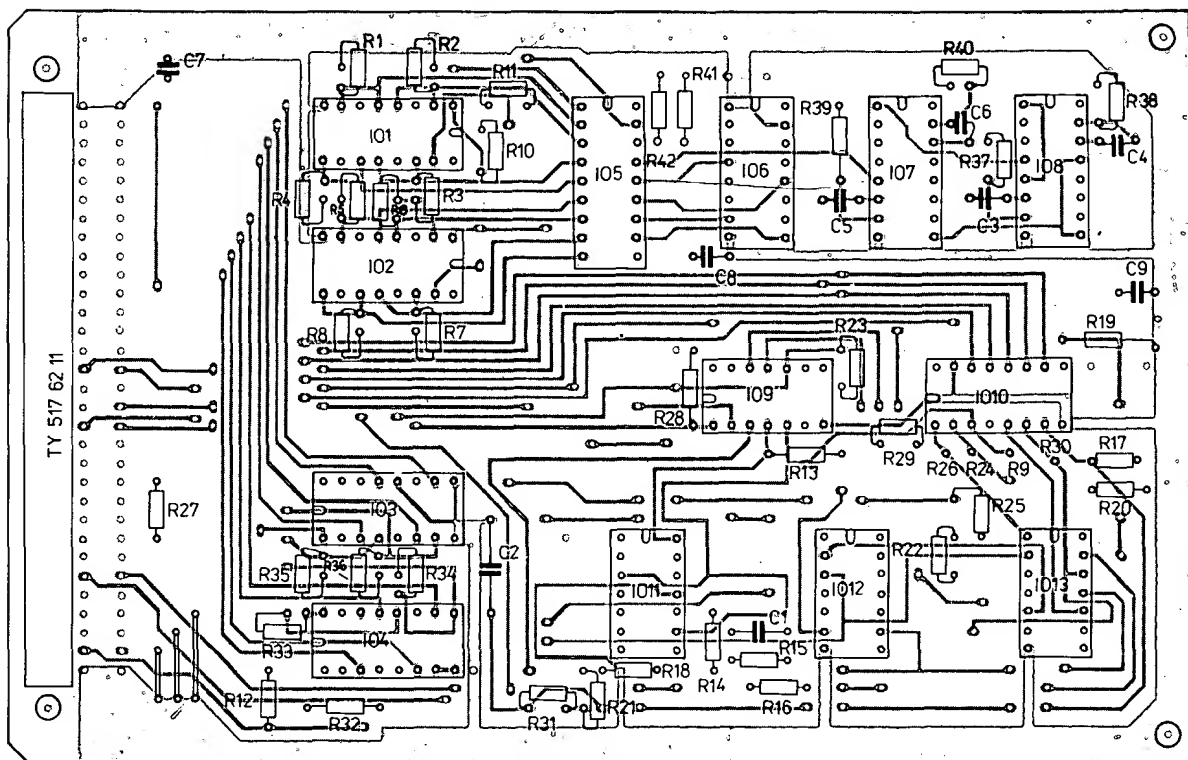 R1
R2
R40
C7
R11
R41
R39
C6
R38
IO1
R10
IO5
R42
IO6
IO7
R37
IO8
C4
R4
R5
R6
R3
C5
C3
IO2
C8
C9
R8
R7
R23
R19
TY 517 62 11
R28
IO9
IO10
R13
R29
R26
R24
R9
R30
R17
R27
IO3
R25
R20
C2
R35
R36
R34
R22
IO11
IO12
IO13
C1
R33
IO4
R15
R18
R14
R12
R32
R31
R21
R16